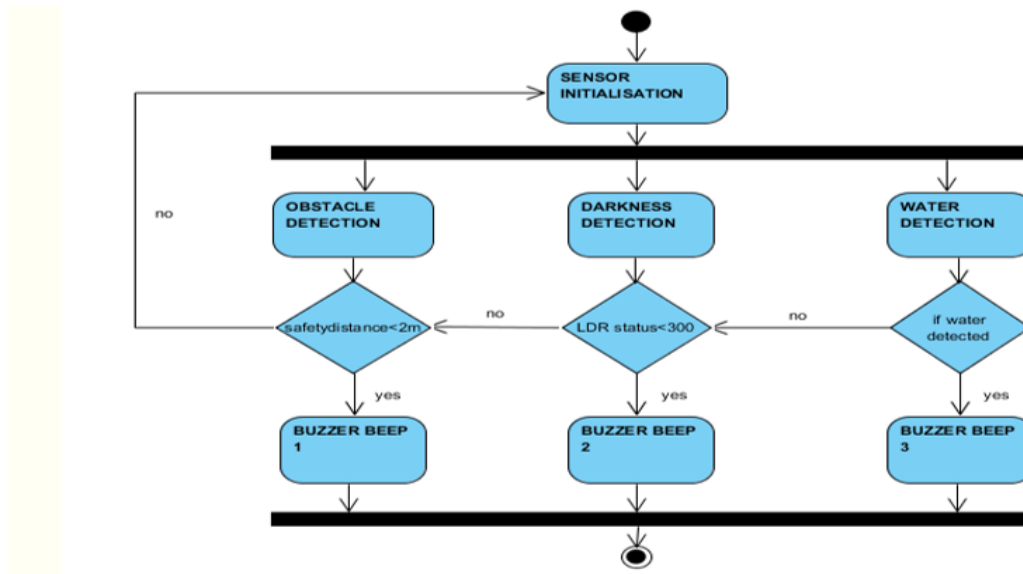 SENSOR
INITIALISATION
no
OBSTACLE
DETECTION
DARKNESS
DETECTION
WATER
DETECTION
safetydistance<2m
no
LDR status<300
no
if water
detected
yes
yes
yes
BUZZER BEEP
1
BUZZER BEEP
2
BUZZER BEEP
3